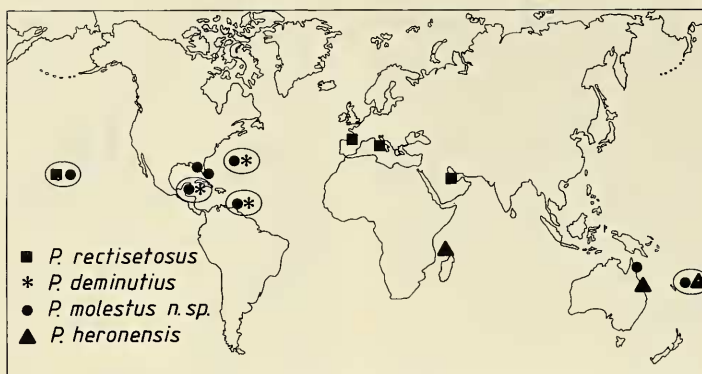 P. rectisetosus
P. deminutius
P. molestus n.sp.
P. heronensis